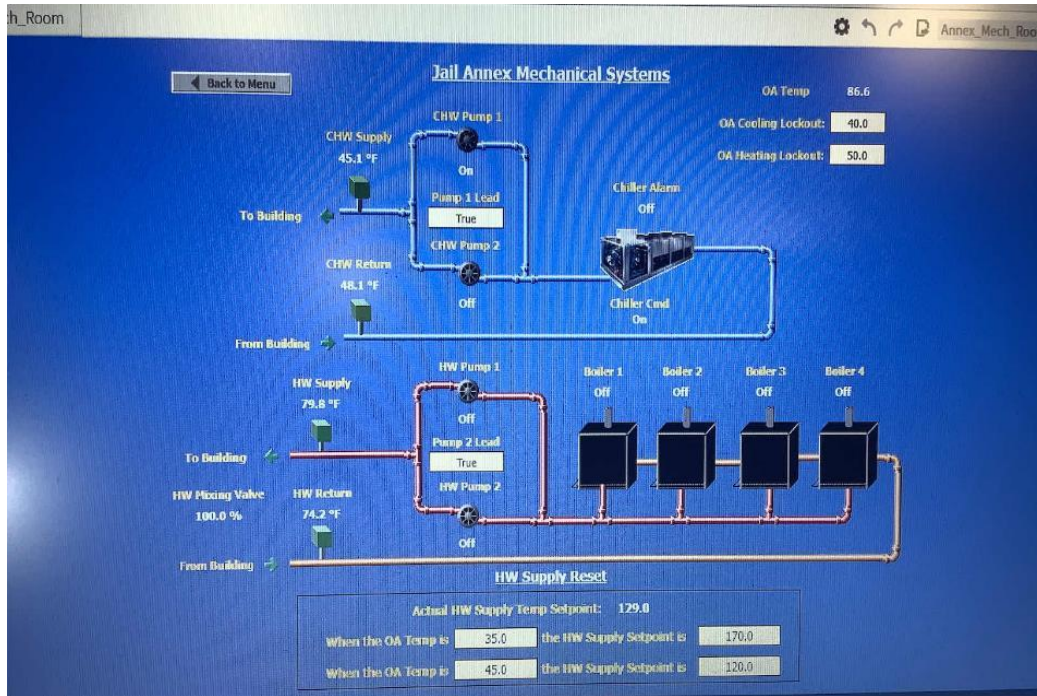 h_Room
Annex_Mech_Roo
Back to Menu
Jail Annex Mechanical Systems
OA Temp 86.6
OA Cooling Lockout: 40.0
OA Heating Lockout: 50.0
CHW Pump 1
On
CHW Supply
45.1 °F
Pump 1 Lead
True
To Building
CHW Pump 2
Off
CHW Return
48.1 °F
From Building
Chiller Alarm
Off
Chiller Cmd
On
HW Pump 1
Off
HW Supply
79.8 °F
Pump 2 Lead
True
To Building
HW Pump 2
Off
HW Mixing Valve
100.0 %
HW Return
74.2 °F
From Building
Boiler 1 Boiler 2 Boiler 3 Boiler 4
Off Off Off Off
HW Supply Reset
Actual HW Supply Temp Setpoint: 129.0
When the OA Temp is 35.0 the HW Supply Setpoint is 170.0
When the OA Temp is 45.0 the HW Supply Setpoint is 120.0